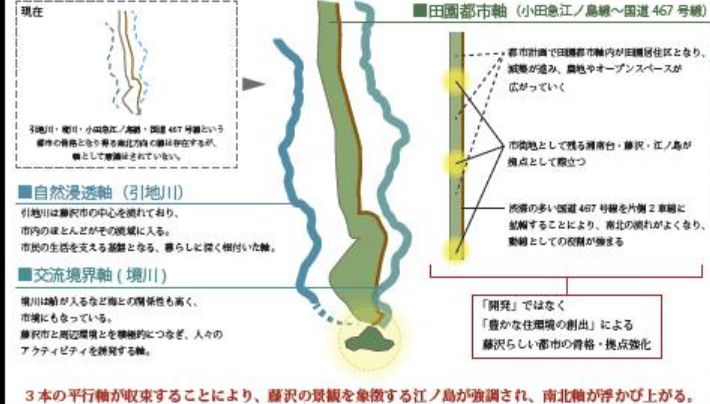 現在
引地川・境川・小田急江ノ島線・国道 467 号線という
都市の骨格となり得る南北方向の線は存在するが、
軸として意識はされていない。
■田園都市軸（小田急江ノ島線〜国道 467 号線）
都市計画で田園都市軸内が田園居住区となり、
減築が進み、農地やオープンスペースが
広がっていく
市街地として残る湘南台・藤沢・江ノ島が
拠点として際立つ
渋滞の多い国道 467 号線を片側 2 車線に
拡幅することにより、南北の流れがよくなり、
動線としての役割が強まる
■自然浸透軸（引地川）
引地川は藤沢市の中心を流れており、
市内のほとんどがその流域に入る。
市民の生活を支える基盤となる、暮らしに深く根付いた軸。
■交流境界軸 ( 境川 )
境川は船が入るなど海との関係性も高く、
市境にもなっている。
藤沢市と周辺環境とを積極的につなぎ、人々の
アクティビティを誘発する軸。
「開発」ではなく
「豊かな住環境の創出」による
藤沢らしい都市の骨格・拠点強化
3 本の平行軸が収束することにより、藤沢の景観を象徴する江ノ島が強調され、南北軸が浮かび上がる。